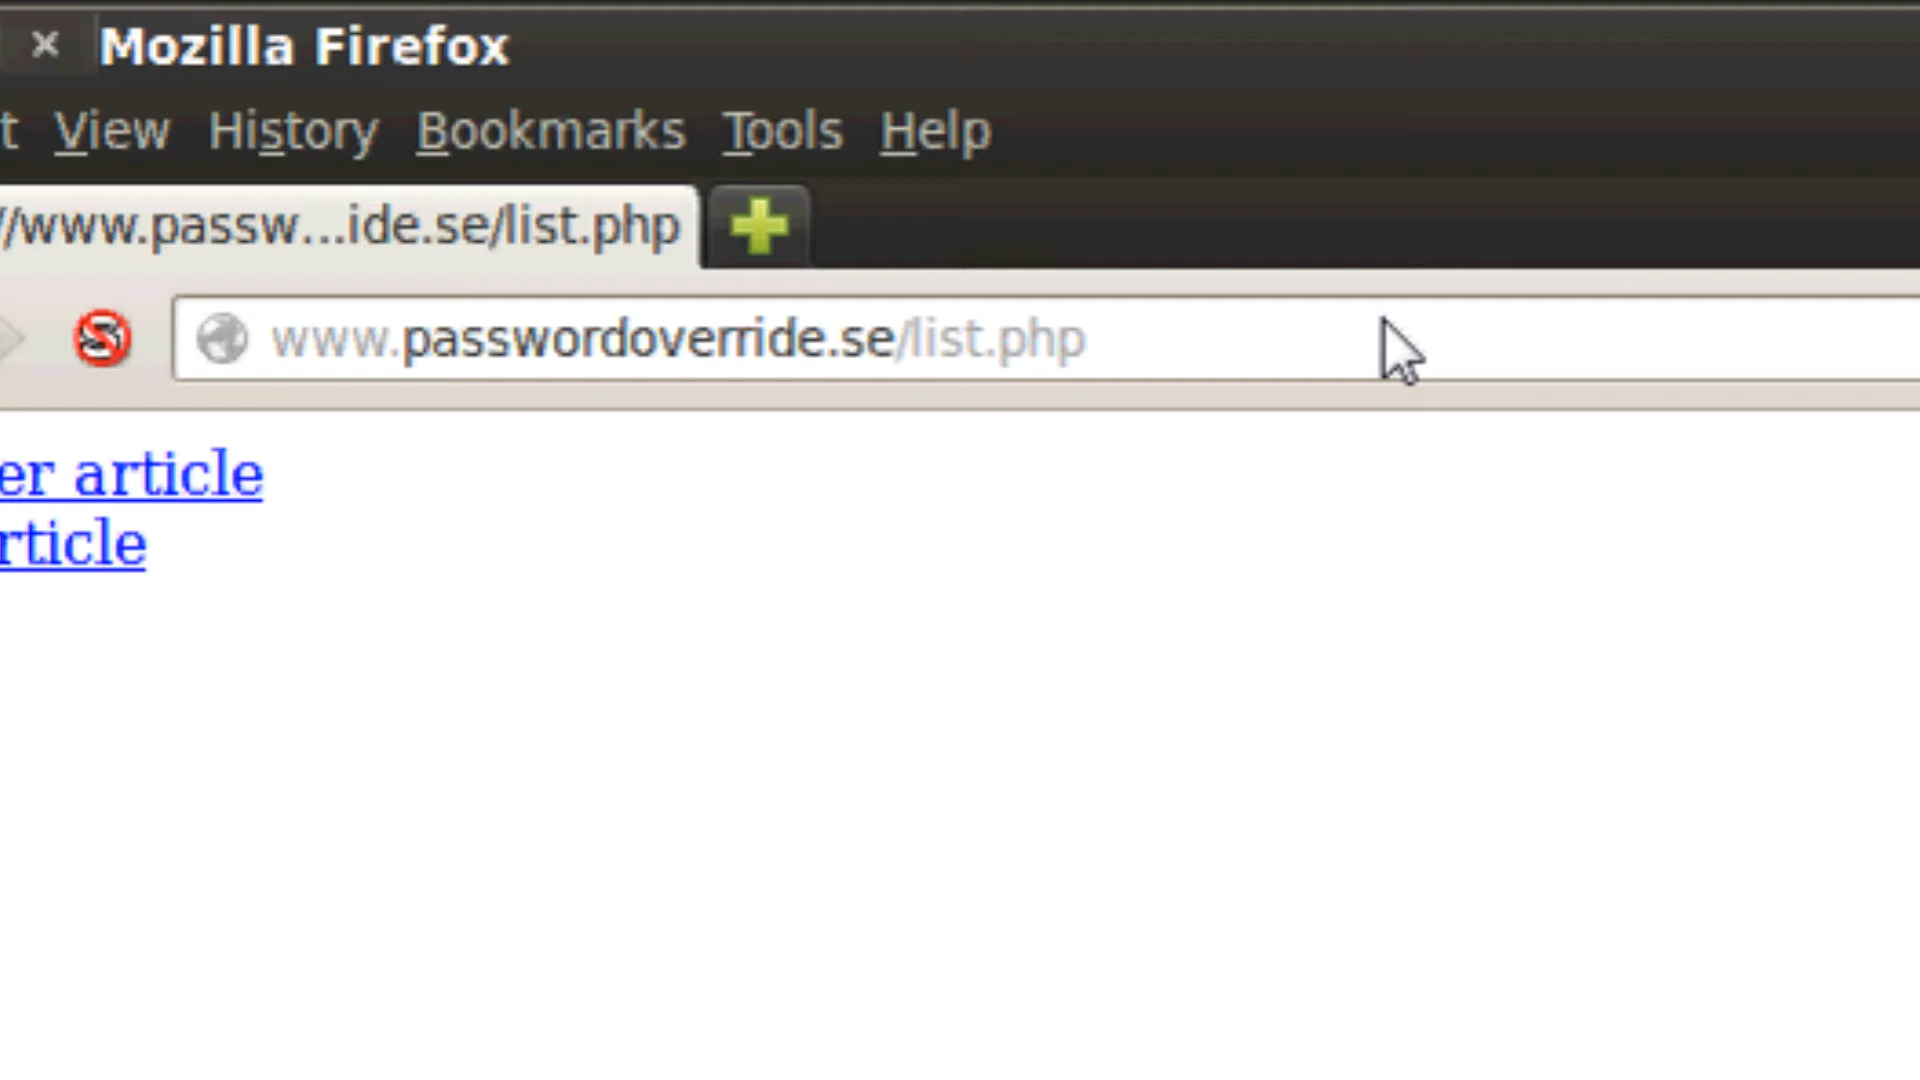 Mozilla Firefox
t View History Bookmarks Tools Help
//www.passw...ide.se/list.php
www.passwordoverride.se/list.php
er article
rticle